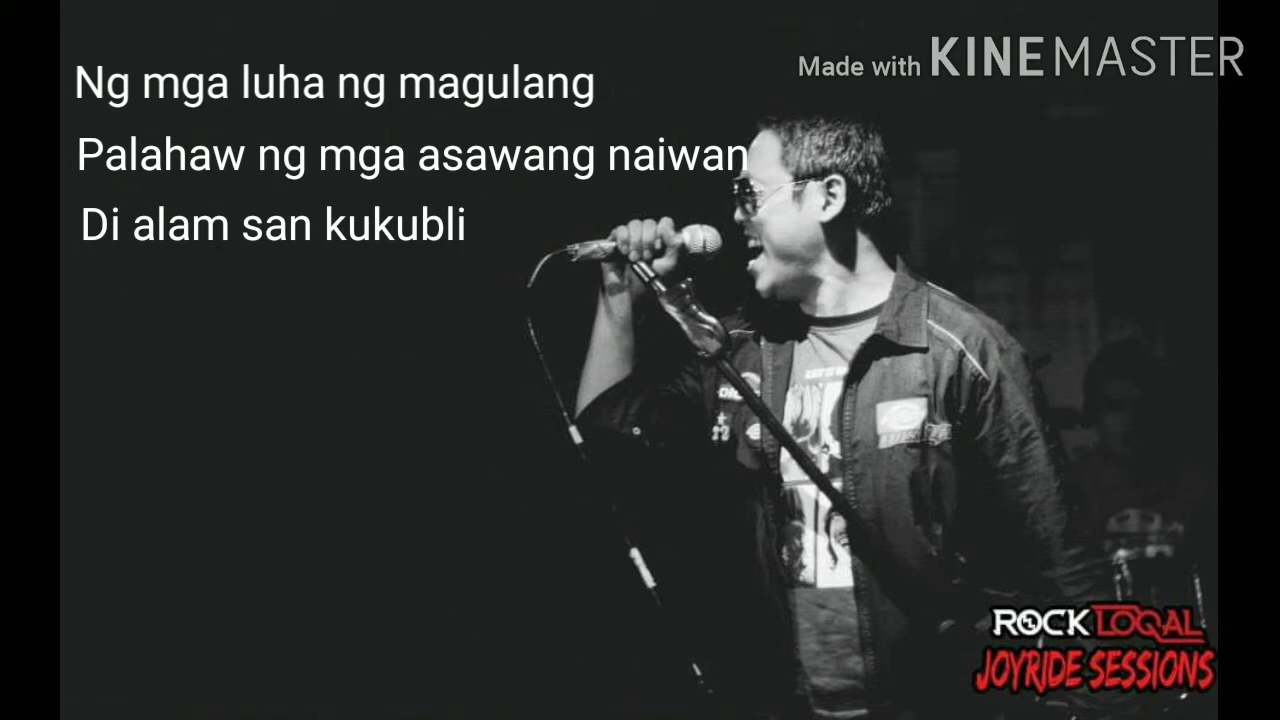 Made with KINEMASTER
Ng mga luha ng magulang
Palahaw ng mga asawang naiwan
Di alam san kukubli
ROCK LOQAL
JOYRIDE SESSIONS